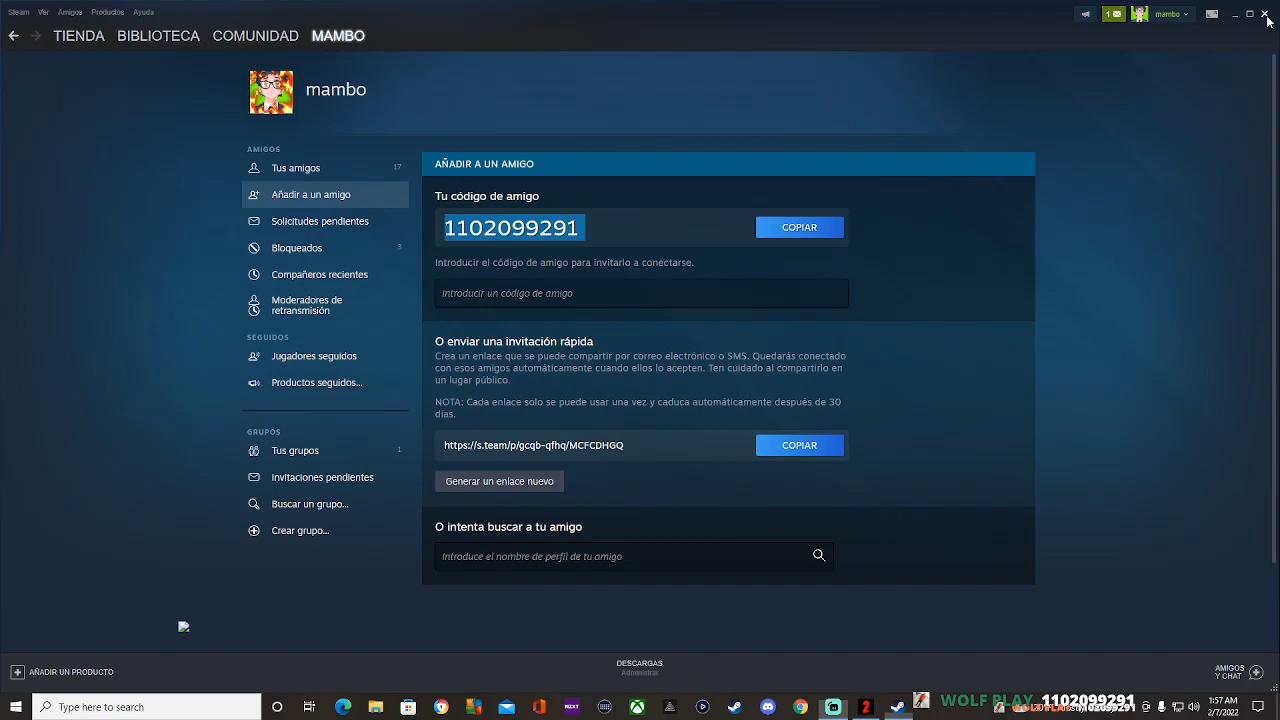 Steam Ver Amigos Productos Ayuda
1 mambo
TIENDA BIBLIOTECA COMUNIDAD MAMBO
mambo
AMIGOS
Tus amigos 17
Añadir a un amigo
Solicitudes pendientes
Bloqueados 3
Compañeros recientes
Moderadores de
retransmisión
SEGUIDOS
Jugadores seguidos
Productos seguidos...
GRUPOS
Tus grupos 1
Invitaciones pendientes
Buscar un grupo...
Crear grupo...
AÑADIR A UN AMIGO
Tu código de amigo
1102099291 COPIAR
Introducir el código de amigo para invitarlo a conectarse.
Introducir un código de amigo
O enviar una invitación rápida
Crea un enlace que se puede compartir por correo electrónico o SMS. Quedarás conectado
con esos amigos automáticamente cuando ellos lo acepten. Ten cuidado al compartirlo en
un lugar público.
NOTA: Cada enlace solo se puede usar una vez y caduca automáticamente después de 30
días.
https://s.team/p/gcqb-qfhq/MCFCDHGQ COPIAR
Generar un enlace nuevo
O intenta buscar a tu amigo
Introduce el nombre de perfil de tu amigo
AÑADIR UN PRODUCTO
DESCARGAS
Administrar
AMIGOS
Y CHAT
Type here to search
NEXT
2
WOLF PLAY 1102099291
1:57 AM
2/7/2022